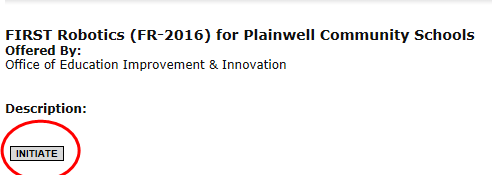 FIRST Robotics (FR-2016) for Plainwell Community Schools
Offered By:
Office of Education Improvement & Innovation
Description:
INITIATE